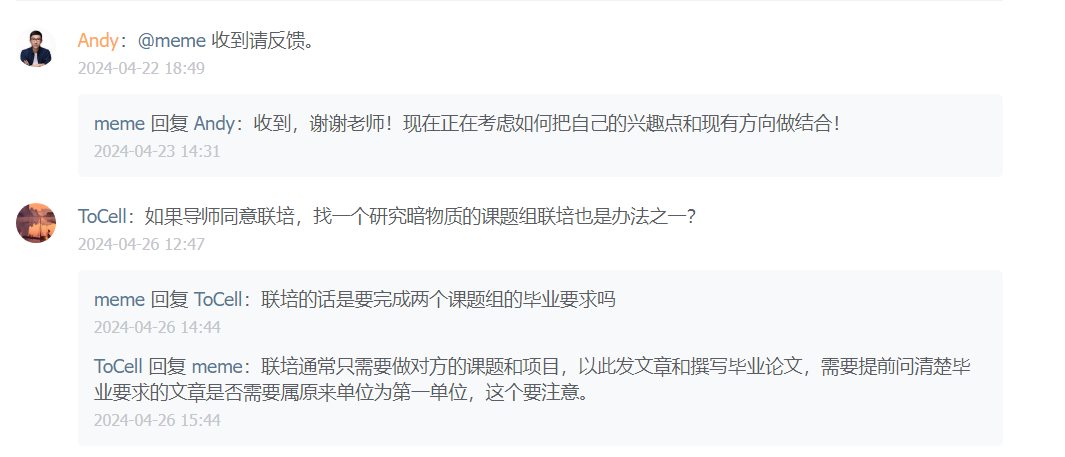 Andy：@meme 收到请反馈。
2024-04-22 18:49
meme 回复 Andy：收到，谢谢老师！现在正在考虑如何把自己的兴趣点和现有方向做结合！
2024-04-23 14:31
ToCell：如果导师同意联培，找一个研究暗物质的课题组联培也是办法之一？
2024-04-26 12:47
meme 回复 ToCell：联培的话是要完成两个课题组的毕业要求吗
2024-04-26 14:44
ToCell 回复 meme：联培通常只需要做对方的课题和项目，以此发文章和撰写毕业论文，需要提前问清楚毕
业要求的文章是否需要属原来单位为第一单位，这个要注意。
2024-04-26 15:44